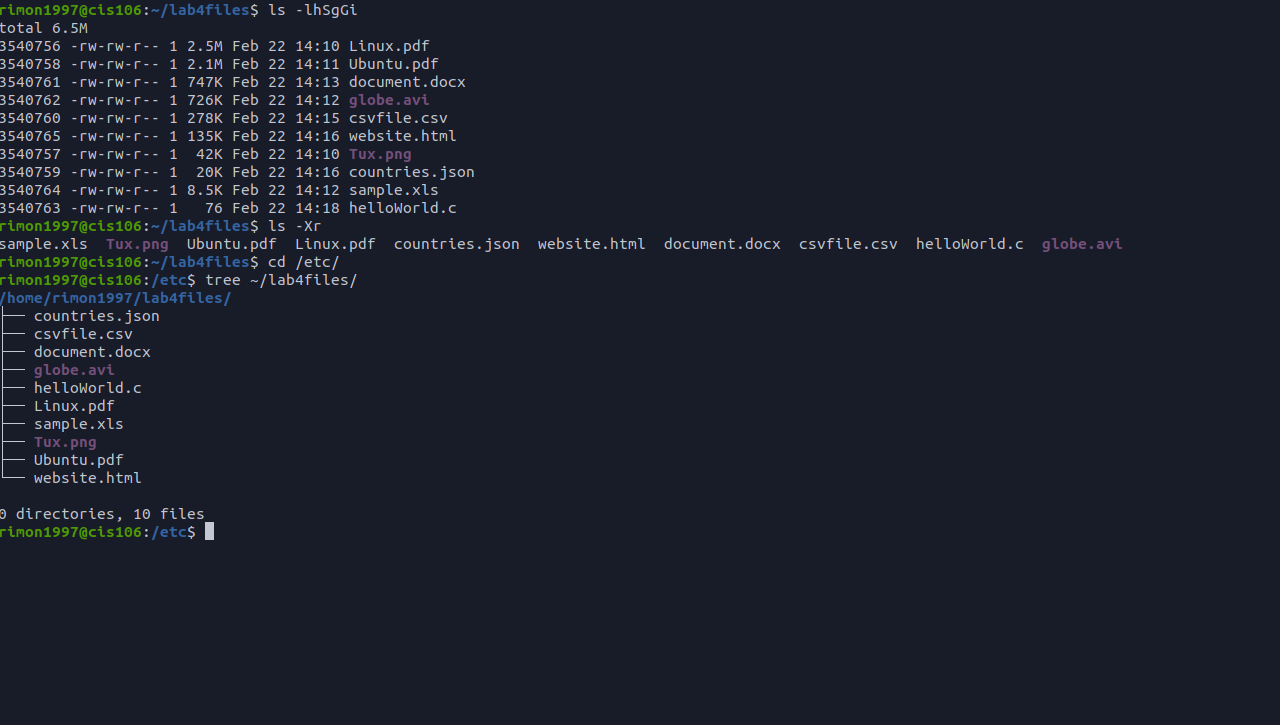 rimon1997@cis106:~/lab4files$ ls -lhSgGi
total 6.5M
3540756 -rw-rw-r-- 1 2.5M Feb 22 14:10 Linux.pdf
3540758 -rw-rw-r-- 1 2.1M Feb 22 14:11 Ubuntu.pdf
3540761 -rw-rw-r-- 1 747K Feb 22 14:13 document.docx
3540762 -rw-rw-r-- 1 726K Feb 22 14:12 globe.avi
3540760 -rw-rw-r-- 1 278K Feb 22 14:15 csvfile.csv
3540765 -rw-rw-r-- 1 135K Feb 22 14:16 website.html
3540757 -rw-rw-r-- 1  42K Feb 22 14:10 Tux.png
3540759 -rw-rw-r-- 1  20K Feb 22 14:16 countries.json
3540764 -rw-rw-r-- 1 8.5K Feb 22 14:12 sample.xls
3540763 -rw-rw-r-- 1   76 Feb 22 14:18 helloWorld.c
rimon1997@cis106:~/lab4files$ ls -Xr
sample.xls  Tux.png  Ubuntu.pdf  Linux.pdf  countries.json  website.html  document.docx  csvfile.csv  helloWorld.c  globe.avi
rimon1997@cis106:~/lab4files$ cd /etc/
rimon1997@cis106:/etc$ tree ~/lab4files/
/home/rimon1997/lab4files/
├── countries.json
├── csvfile.csv
├── document.docx
├── globe.avi
├── helloWorld.c
├── Linux.pdf
├── sample.xls
├── Tux.png
├── Ubuntu.pdf
└── website.html
0 directories, 10 files
rimon1997@cis106:/etc$